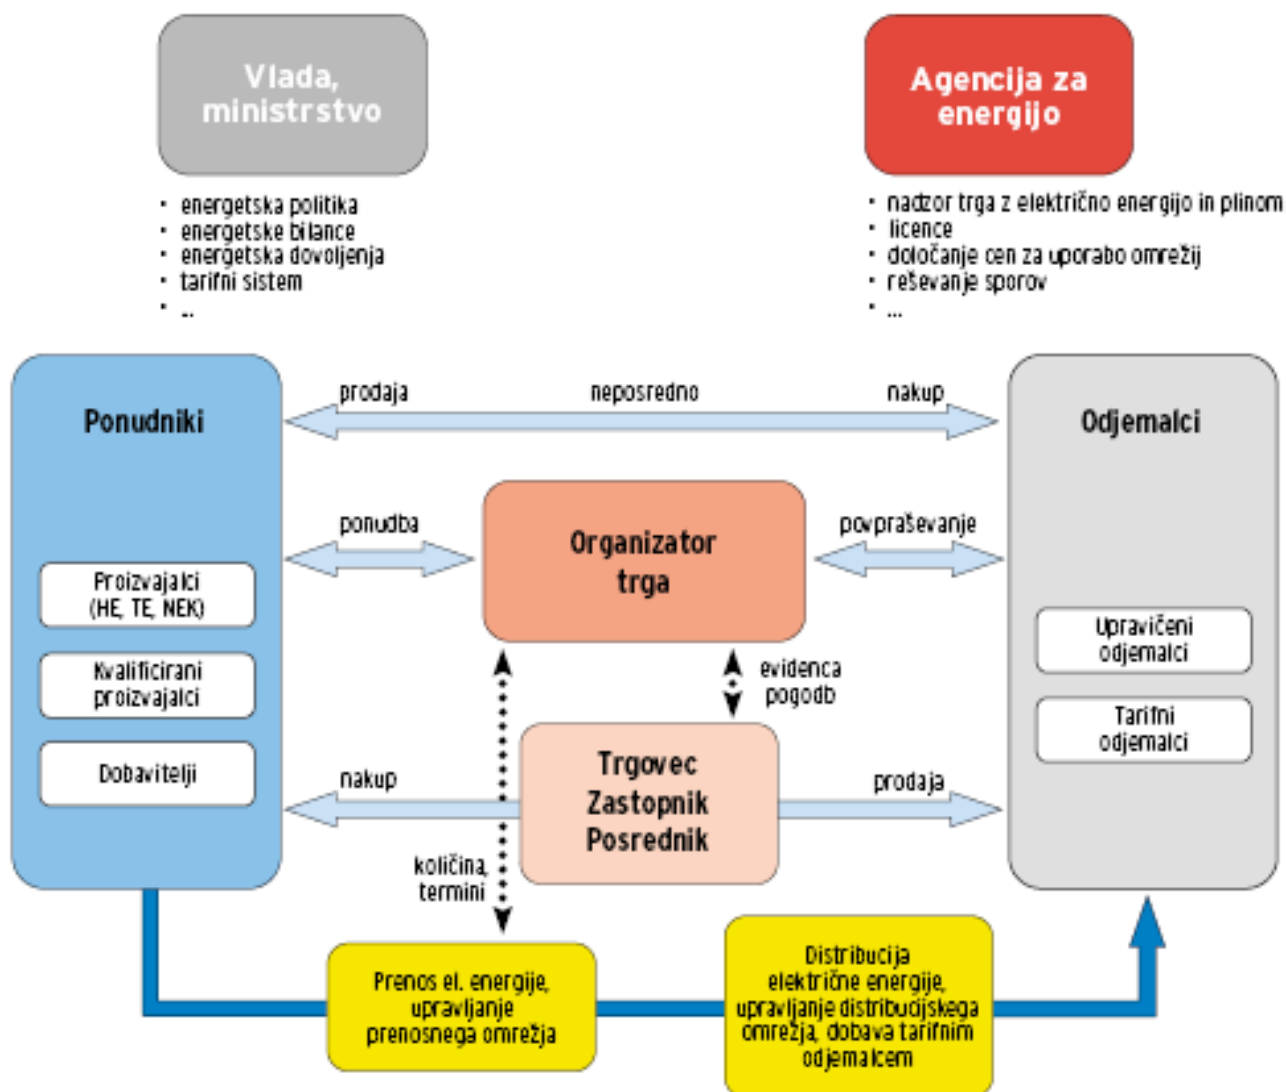 Vlada,
ministrstvo
• energetska politika
• energetske bilance
• energetska dovoljenja
• tarifni sistem
• ...
Agencija za
energijo
• nadzor trga z električno energijo in plinom
• licence
• določanje cen za uporabo omrežij
• reševanje sporov
• ...
Ponudniki
Proizvajalci
(HE, TE, NEK)
Kvalificirani
proizvajalci
Dobavitelji
prodaja
neposredno
nakup
ponudba
Organizator
trga
povpraševanje
evidenca
pogodb
nakup
Trgovec
Zastopnik
Posrednik
prodaja
količina,
termini
Odjemalci
Upravičeni
odjemalci
Tarifni
odjemalci
Prenos el. energije,
upravljanje
prenosnega omrežja
Distribucija
električne energije,
upravljanje distribucijskega
omrežja, dobava tarifnim
odjemalcem